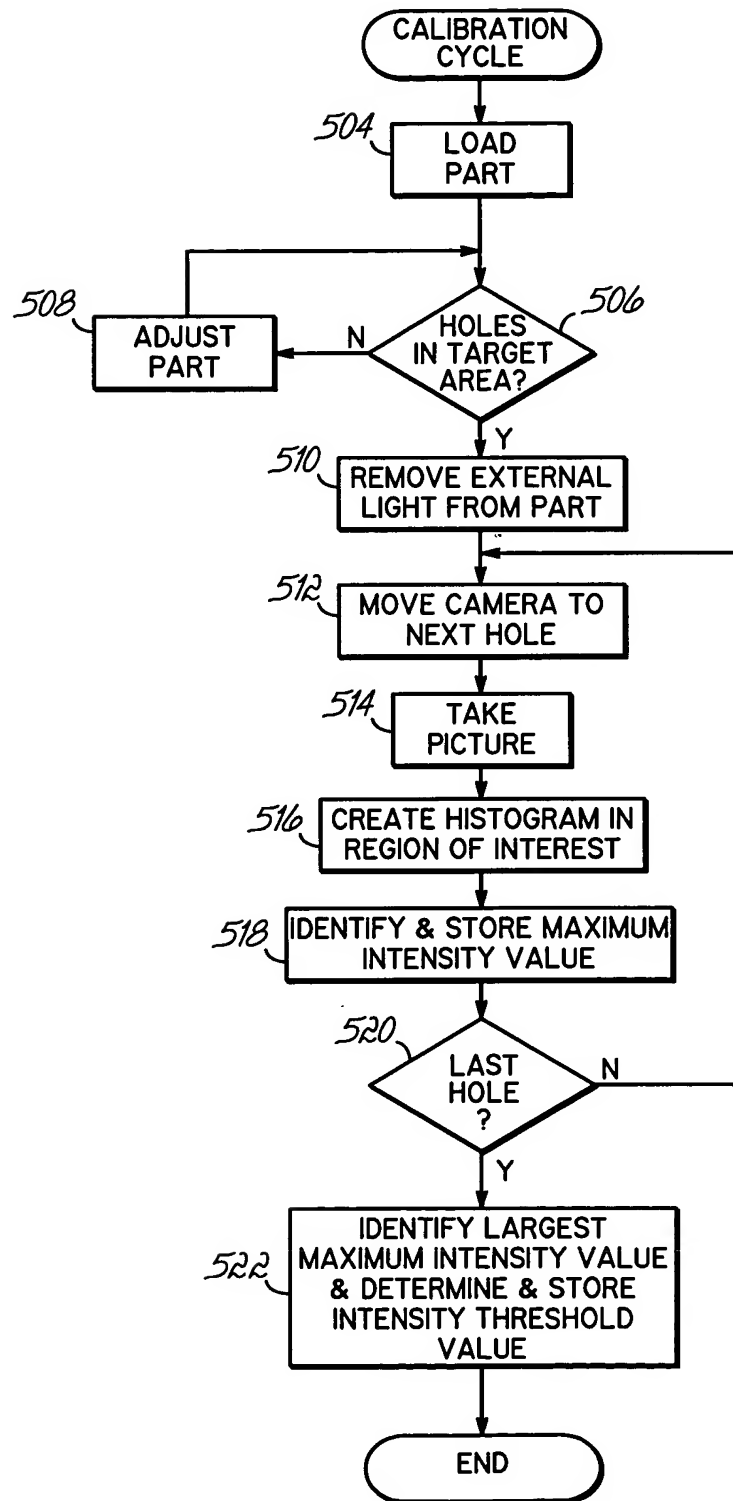 CALIBRATION
CYCLE
504
LOAD
PART
508
ADJUST
PART
N
HOLES
IN TARGET
AREA?
506
Y
510
REMOVE EXTERNAL
LIGHT FROM PART
512
MOVE CAMERA TO
NEXT HOLE
514
TAKE
PICTURE
516
CREATE HISTOGRAM IN
REGION OF INTEREST
518
IDENTIFY & STORE MAXIMUM
INTENSITY VALUE
520
LAST
HOLE
?
N
Y
522
IDENTIFY LARGEST
MAXIMUM INTENSITY VALUE
& DETERMINE & STORE
INTENSITY THRESHOLD
VALUE
END